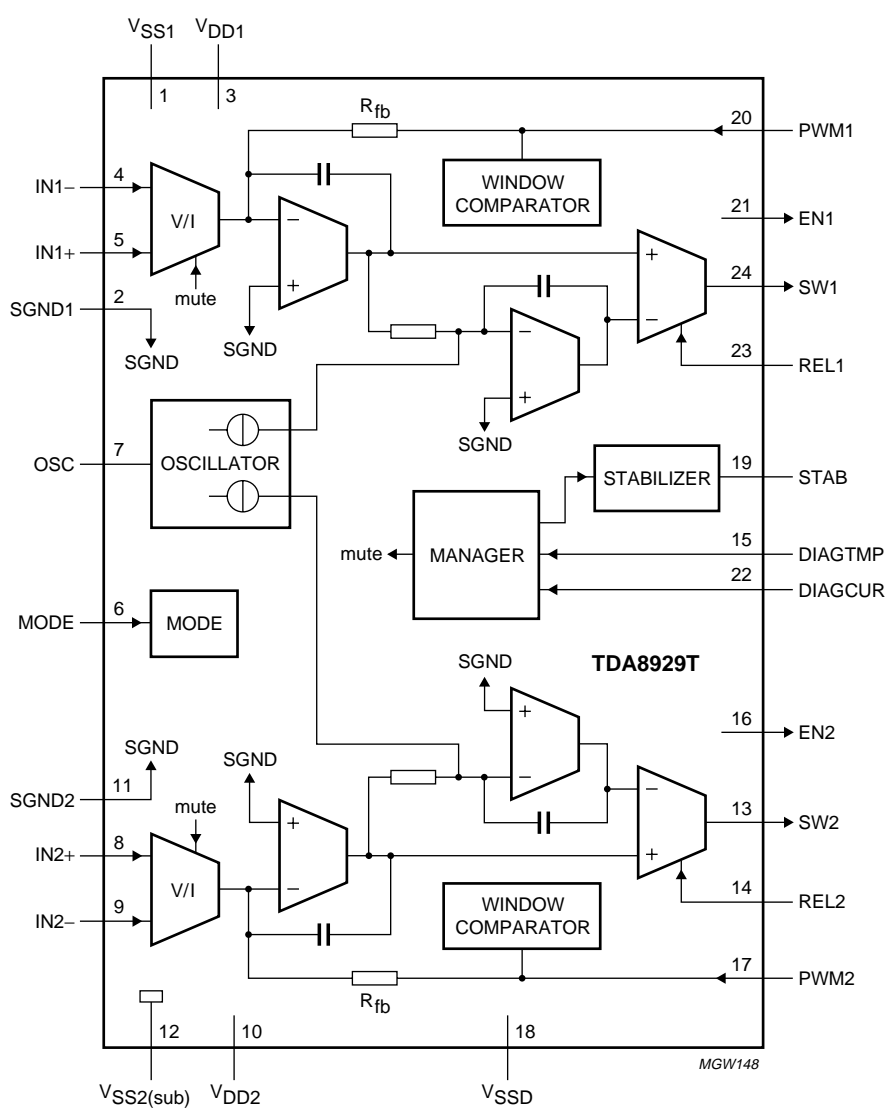 VSS1 VDD1
1 3
Rfb
20 PWM1
IN1− 4
WINDOW
COMPARATOR
V/I
−
21 EN1
IN1+ 5
+
24 SW1
mute
+
−
SGND1 2
SGND
SGND
−
23 REL1
+
SGND
OSC 7
OSCILLATOR
STABILIZER
19 STAB
mute
MANAGER
15 DIAGTMP
22 DIAGCUR
MODE 6
MODE
SGND
TDA8929T
+
16 EN2
SGND
SGND
−
−
SGND2 11
mute
+
13 SW2
IN2+ 8
+
V/I
−
14 REL2
IN2− 9
WINDOW
COMPARATOR
17 PWM2
Rfb
12 10 18
MGW148
VSS2(sub) VDD2 VSSD